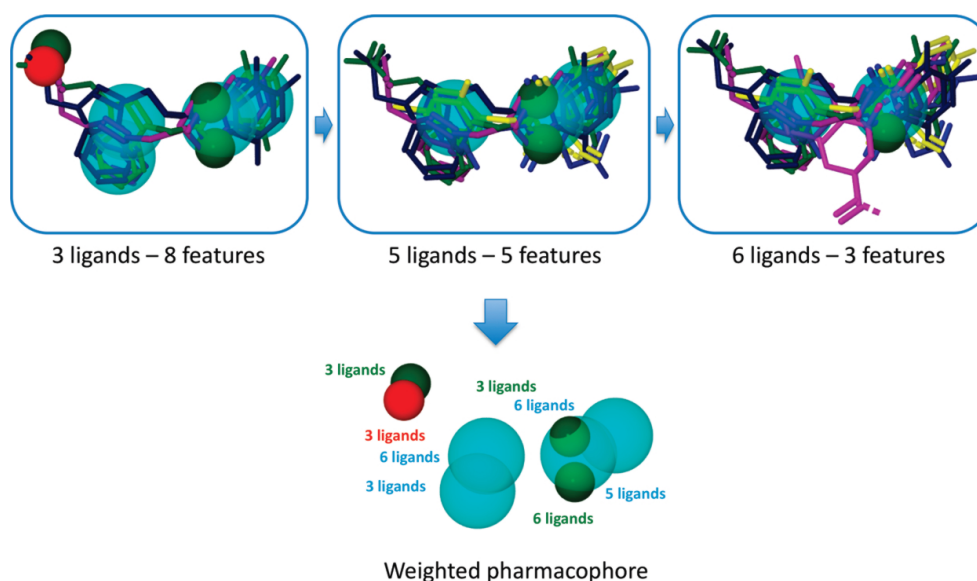 3 ligands – 8 features
5 ligands – 5 features
6 ligands – 3 features
3 ligands
3 ligands
6 ligands
3 ligands
6 ligands
3 ligands
5 ligands
6 ligands
Weighted pharmacophore